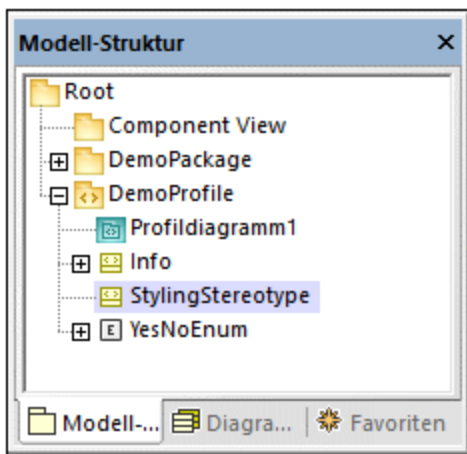 Modell-Struktur
Root
Component View
DemoPackage
DemoProfile
Profildiagramm1
Info
StylingStereotype
E YesNoEnum
Modell-... Diagra... Favoriten